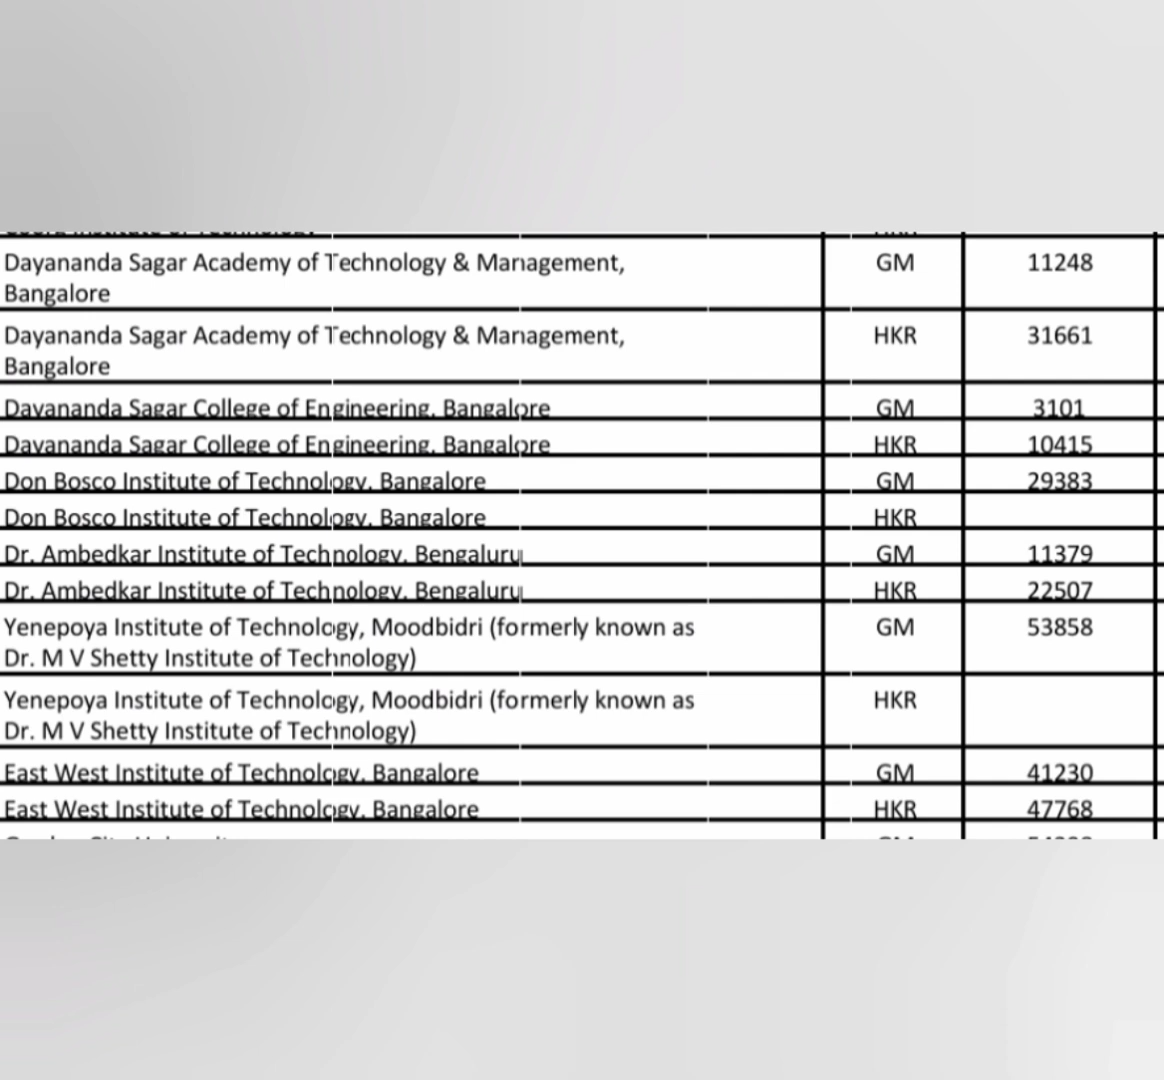 Dayananda Sagar Academy of Technology & Management, GM 11248
Bangalore
Dayananda Sagar Academy of Technology & Management, HKR 31661
Bangalore
Dayananda Sagar College of Engineering, Bangalore GM 3101
Dayananda Sagar College of Engineering, Bangalore HKR 10415
Don Bosco Institute of Technology, Bangalore GM 29383
Don Bosco Institute of Technology, Bangalore HKR
Dr. Ambedkar Institute of Technology, Bengaluru GM 11379
Dr. Ambedkar Institute of Technology, Bengaluru HKR 22507
Yenepoya Institute of Technology, Moodbidri (formerly known as GM 53858
Dr. M V Shetty Institute of Technology)
Yenepoya Institute of Technology, Moodbidri (formerly known as HKR
Dr. M V Shetty Institute of Technology)
East West Institute of Technology, Bangalore GM 41230
East West Institute of Technology, Bangalore HKR 47768